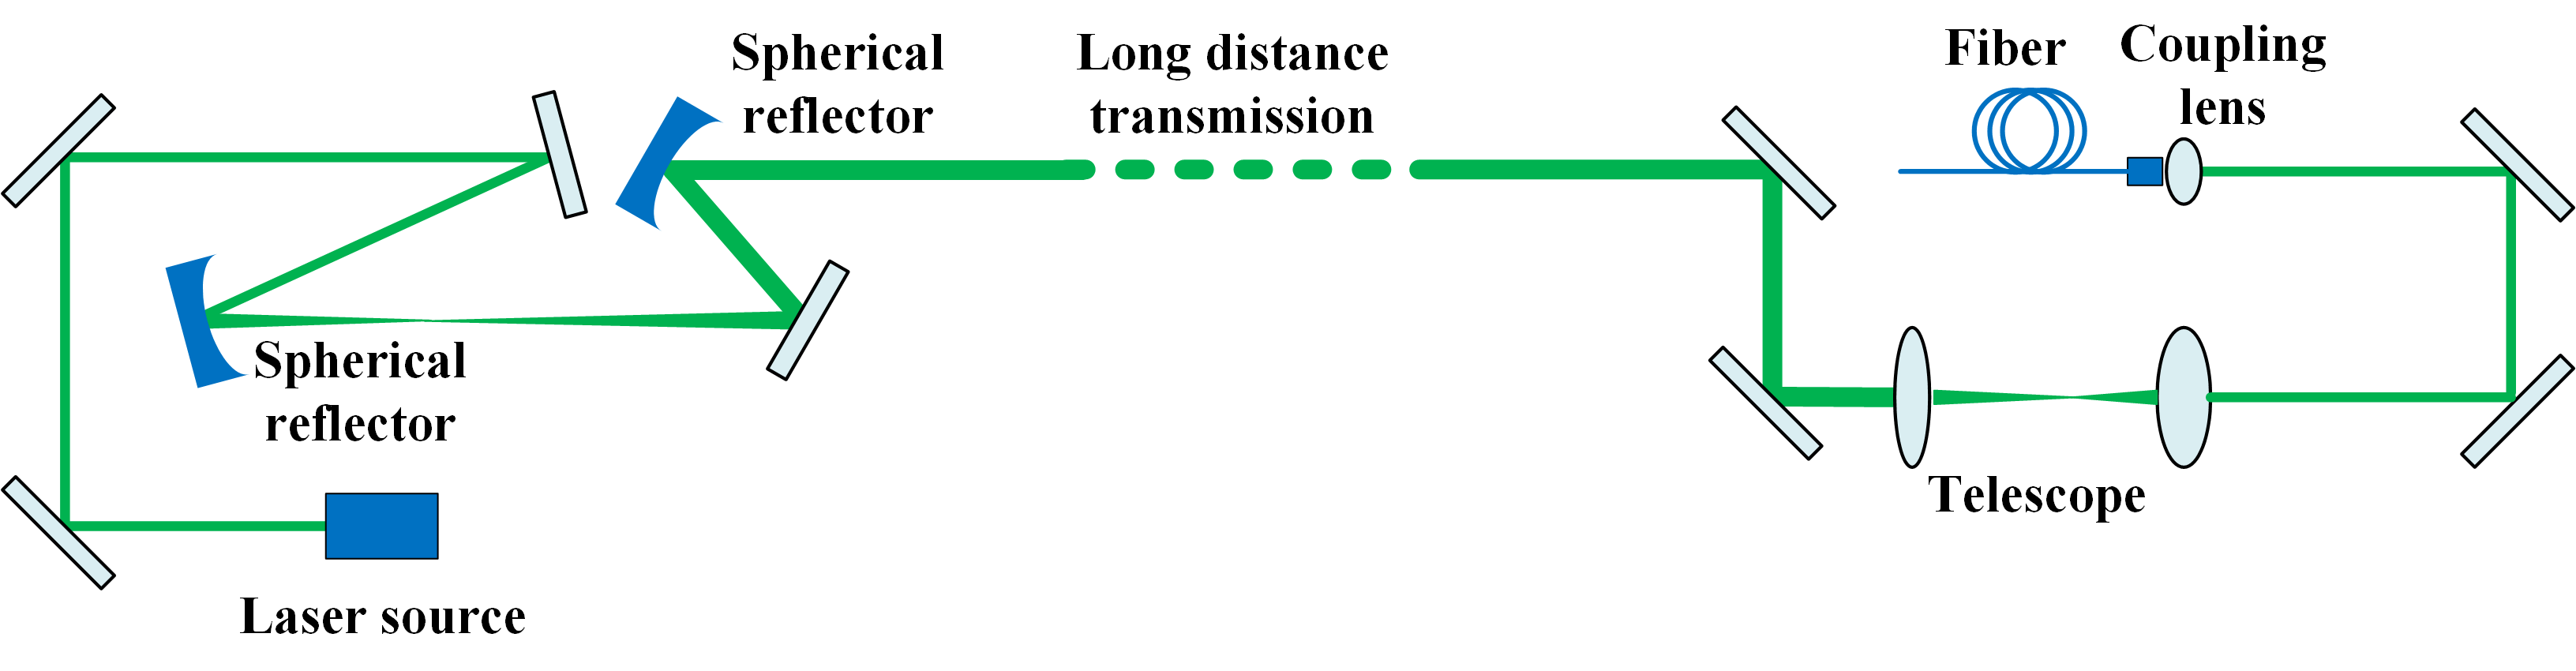 Spherical
reflector
Long distance
transmission
Fiber
Coupling
lens
Spherical
reflector
Telescope
Laser source